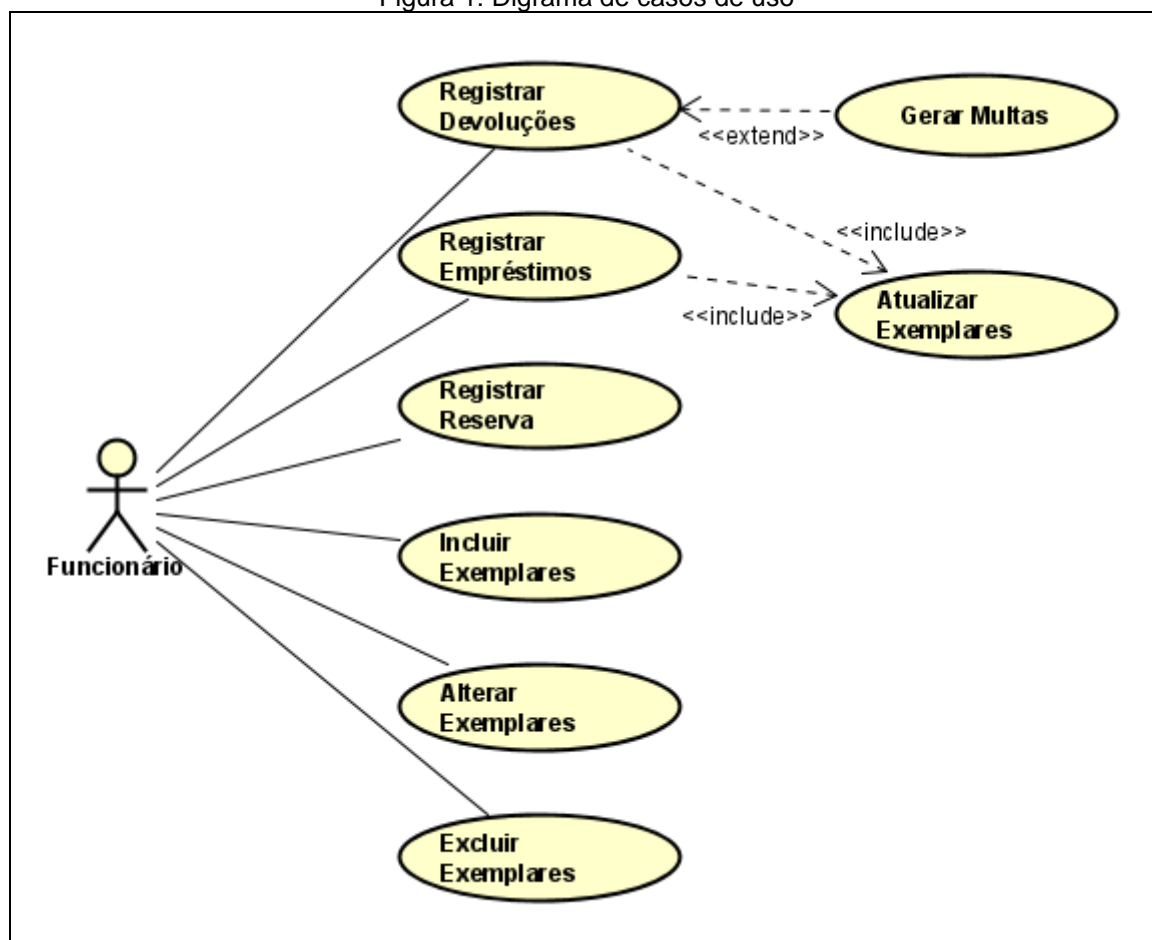 Figura 1: Digrama de casos de uso
Registrar
Devoluções
Gerar Multas
<<extend>>
Registrar
Empréstimos
<<include>>
<<include>>
Atualizar
Exemplares
Registrar
Reserva
Funcionário
Incluir
Exemplares
Alterar
Exemplares
Excluir
Exemplares